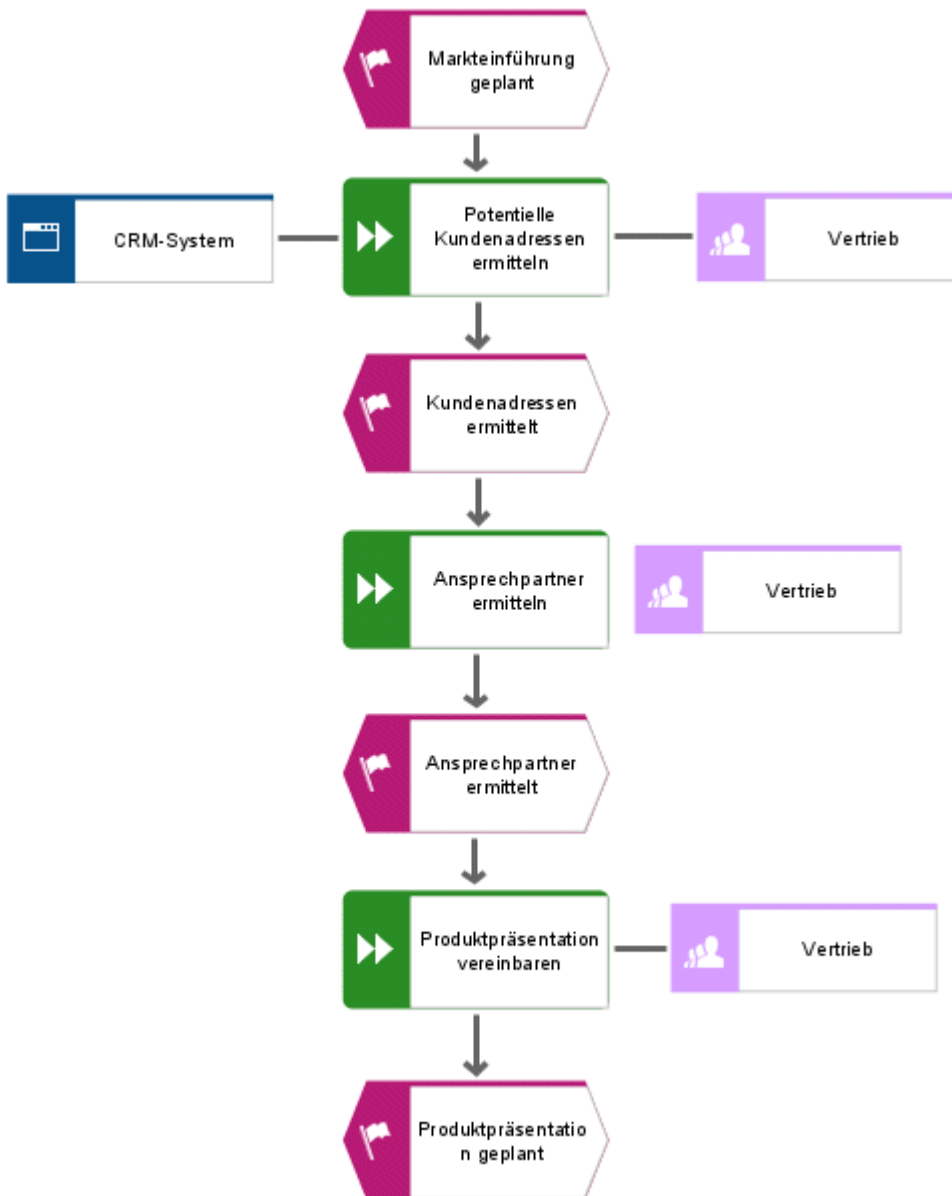 Markteinführung
geplant
CRM-System
Potentielle
Kundenadressen
ermitteln
Vertrieb
Kundenadressen
ermittelt
Ansprechpartner
ermitteln
Vertrieb
Ansprechpartner
ermittelt
Produktpräsentation
vereinbaren
Vertrieb
Produktpräsentatio
n geplant